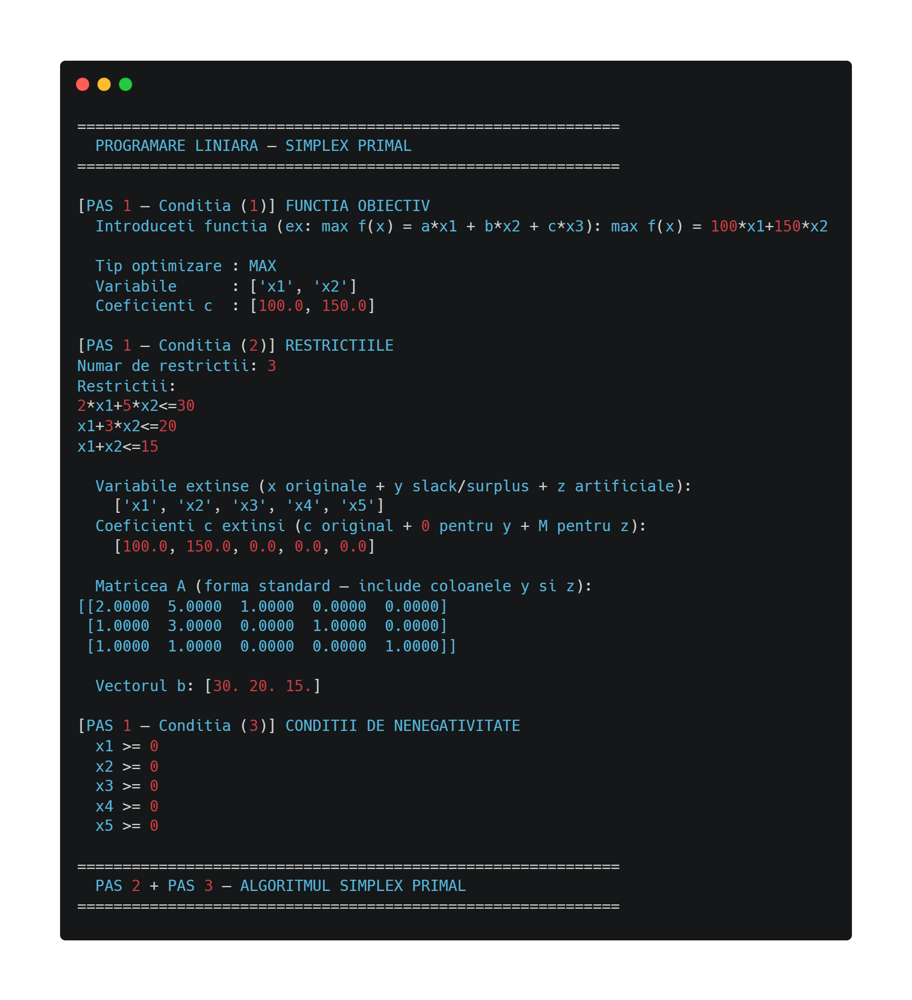 ============================================================
  PROGRAMARE LINIARA — SIMPLEX PRIMAL
============================================================

[PAS 1 — Conditia (1)] FUNCTIA OBIECTIV
  Introduceti functia (ex: max f(x) = a*x1 + b*x2 + c*x3): max f(x) = 100*x1+150*x2

  Tip optimizare : MAX
  Variabile      : ['x1', 'x2']
  Coeficienti c  : [100.0, 150.0]

[PAS 1 — Conditia (2)] RESTRICTIILE
Numar de restrictii: 3
Restrictii:
2*x1+5*x2<=30
x1+3*x2<=20
x1+x2<=15

  Variabile extinse (x originale + y slack/surplus + z artificiale):
    ['x1', 'x2', 'x3', 'x4', 'x5']
  Coeficienti c extinsi (c original + 0 pentru y + M pentru z):
    [100.0, 150.0, 0.0, 0.0, 0.0]

  Matricea A (forma standard — include coloanele y si z):
[[2.0000  5.0000  1.0000  0.0000  0.0000]
 [1.0000  3.0000  0.0000  1.0000  0.0000]
 [1.0000  1.0000  0.0000  0.0000  1.0000]]

  Vectorul b: [30. 20. 15.]

[PAS 1 — Conditia (3)] CONDITII DE NENEGATIVITATE
  x1 >= 0
  x2 >= 0
  x3 >= 0
  x4 >= 0
  x5 >= 0

============================================================
  PAS 2 + PAS 3 — ALGORITMUL SIMPLEX PRIMAL
============================================================